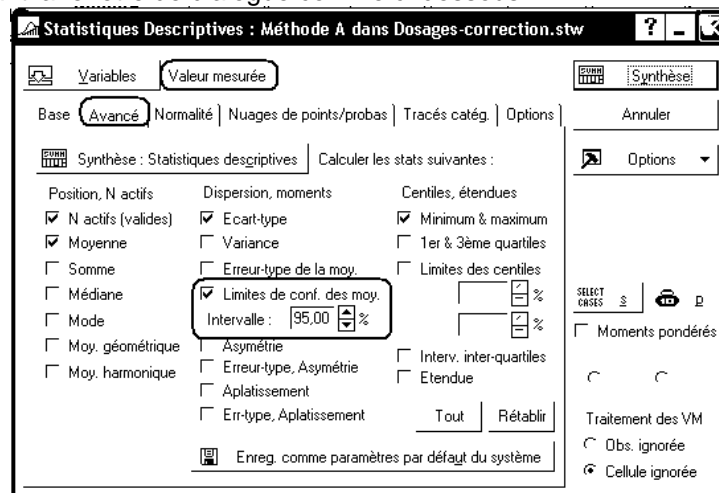 Statistiques Descriptives : Méthode A dans Dosages-correction.stw
Variables Valeur mesurée
Synthèse
Base Avancé Normalité Nuages de points/probas Tracés catég. Options
Annuler
Synthèse : Statistiques descriptives Calculer les stats suivantes :
Options
Position, N actifs Dispersion, moments Centiles, étendues
N actifs (valides) Ecart-type Minimum & maximum
Moyenne Variance 1er & 3ème quartiles
Somme Erreur-type de la moy. Limites des centiles
Médiane Limites de conf. des moy. %
Mode Intervalle : 95,00 % %
SELECT CASES S D
Moments pondérés
Moy. géométrique Asymétrie Interv. inter-quartiles
Moy. harmonique Erreur-type, Asymétrie Etendue
Aplatissement
Err-type, Aplatissement Tout Rétablir
Traitement des VM
Obs. ignorée
Enreg. comme paramètres par défaut du système
Cellule ignorée